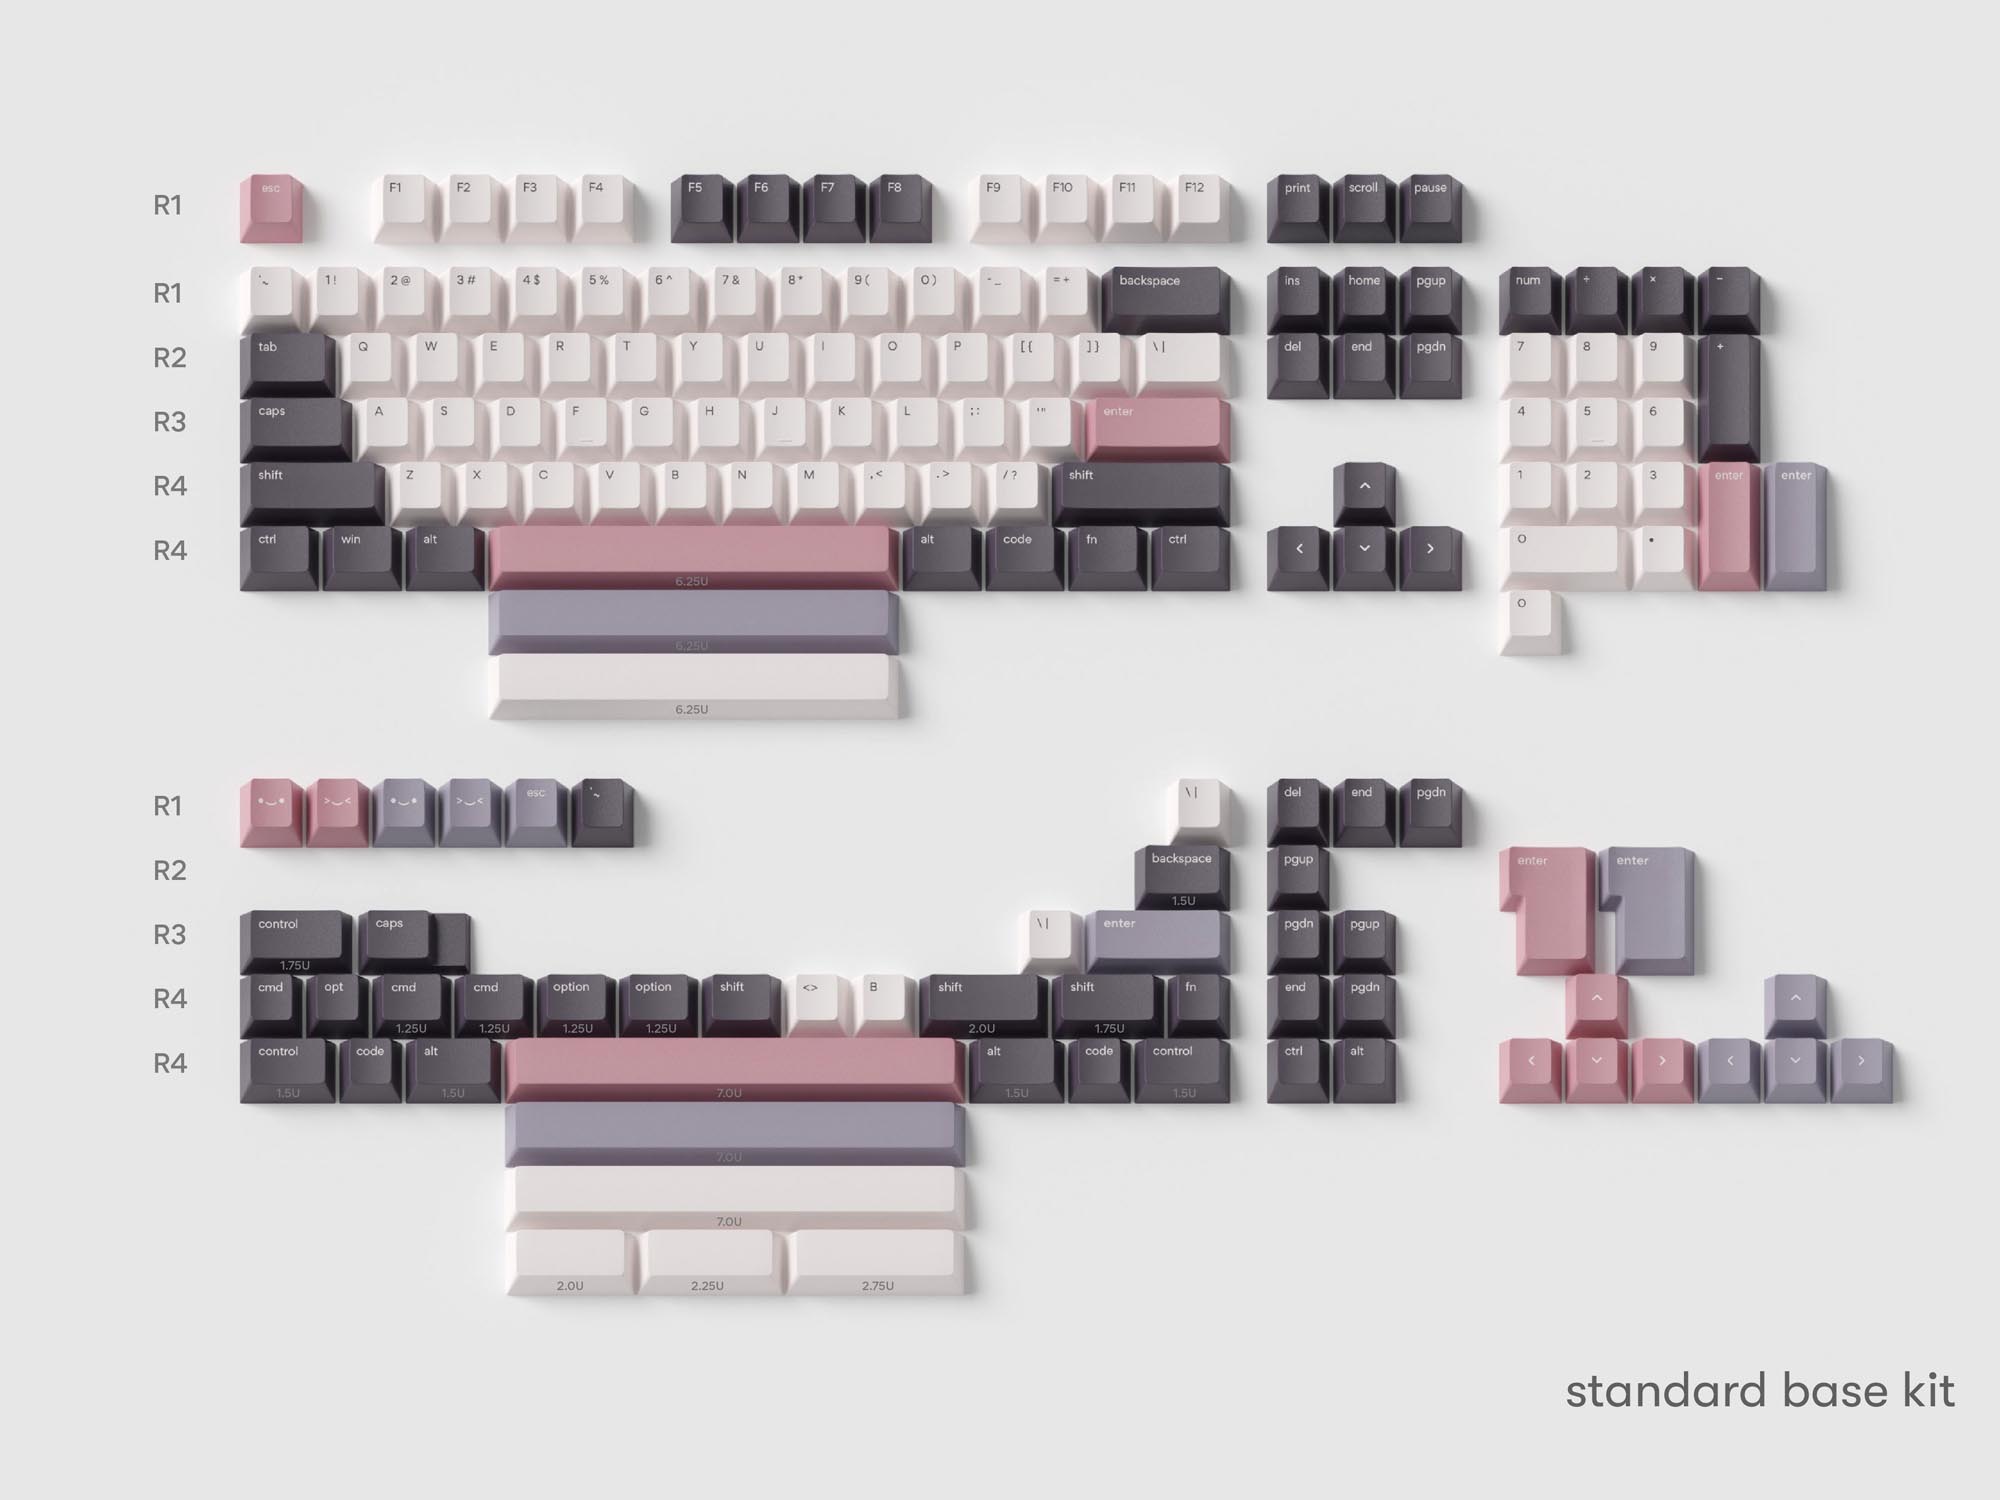 R1 esc F1 F2 F3 F4 F5 F6 F7 F8 F9 F10 F11 F12 print scroll pause
R1 `~ 1! 2@ 3# 4$ 5% 6^ 7& 8* 9( 0) -_ =+ backspace ins home pgup num ÷ × −
R2 tab Q W E R T Y U I O P [{ ]} \| del end pgdn 7 8 9 +
R3 caps A S D F G H J K L ;: '" enter 4 5 6
R4 shift Z X C V B N M ,< .> /? shift ^ 1 2 3 enter enter
R4 ctrl win alt 6.25U alt code fn ctrl < ⌄ > 0 •
6.25U 0
6.25U
R1 •‿• >‿< •‿• >‿< esc `~ \| del end pgdn
R2 backspace 1.5U pgup enter enter
R3 control 1.75U caps \| enter pgdn pgup
R4 cmd opt cmd 1.25U cmd 1.25U option 1.25U option 1.25U shift <> B shift 2.0U shift 1.75U fn end pgdn ^ ^
R4 control 1.5U code alt 1.5U 7.0U alt 1.5U code control 1.5U ctrl alt < ⌄ > < ⌄ >
7.0U
7.0U
2.0U 2.25U 2.75U
standard base kit